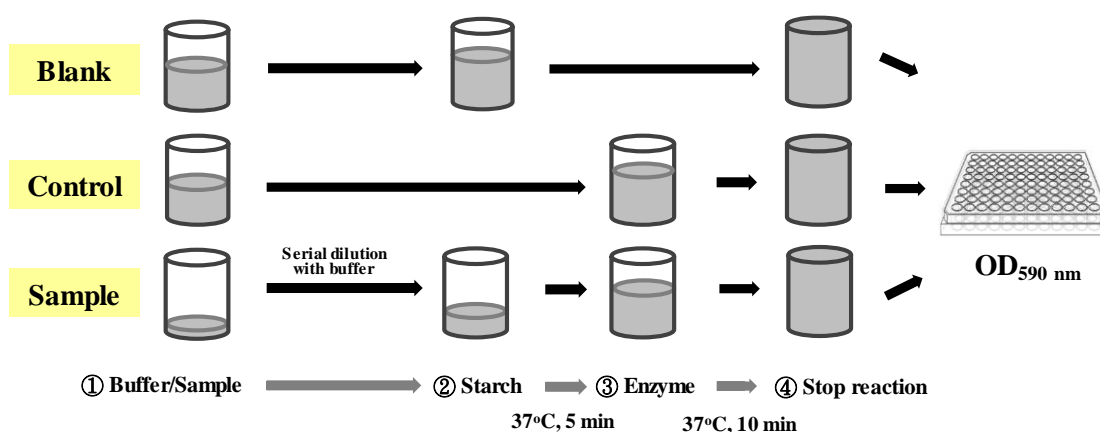 Blank
Control
Serial dilution
with buffer
Sample
OD590 nm
① Buffer/Sample ② Starch ③ Enzyme ④ Stop reaction
37oC, 5 min 37oC, 10 min